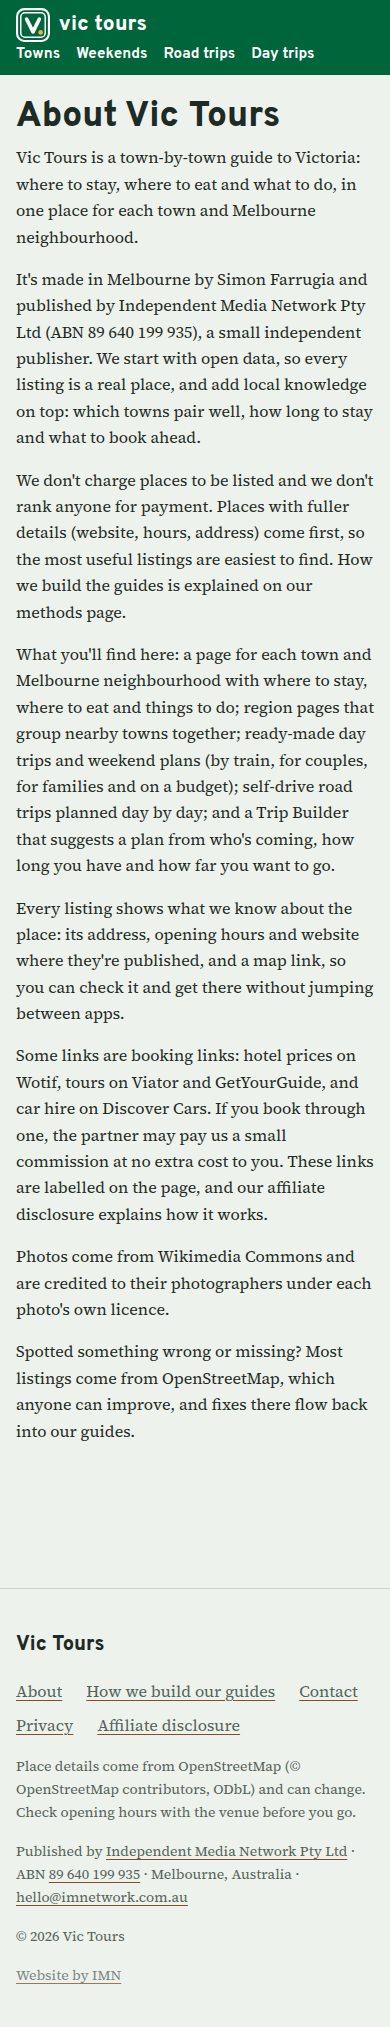 vic tours
Towns Weekends Road trips Day trips
About Vic Tours
Vic Tours is a town-by-town guide to Victoria:
where to stay, where to eat and what to do, in
one place for each town and Melbourne
neighbourhood.
It's made in Melbourne by Simon Farrugia and
published by Independent Media Network Pty
Ltd (ABN 89 640 199 935), a small independent
publisher. We start with open data, so every
listing is a real place, and add local knowledge
on top: which towns pair well, how long to stay
and what to book ahead.
We don't charge places to be listed and we don't
rank anyone for payment. Places with fuller
details (website, hours, address) come first, so
the most useful listings are easiest to find. How
we build the guides is explained on our
methods page.
What you'll find here: a page for each town and
Melbourne neighbourhood with where to stay,
where to eat and things to do; region pages that
group nearby towns together; ready-made day
trips and weekend plans (by train, for couples,
for families and on a budget); self-drive road
trips planned day by day; and a Trip Builder
that suggests a plan from who's coming, how
long you have and how far you want to go.
Every listing shows what we know about the
place: its address, opening hours and website
where they're published, and a map link, so
you can check it and get there without jumping
between apps.
Some links are booking links: hotel prices on
Wotif, tours on Viator and GetYourGuide, and
car hire on Discover Cars. If you book through
one, the partner may pay us a small
commission at no extra cost to you. These links
are labelled on the page, and our affiliate
disclosure explains how it works.
Photos come from Wikimedia Commons and
are credited to their photographers under each
photo's own licence.
Spotted something wrong or missing? Most
listings come from OpenStreetMap, which
anyone can improve, and fixes there flow back
into our guides.
Vic Tours
About How we build our guides Contact
Privacy Affiliate disclosure
Place details come from OpenStreetMap (©
OpenStreetMap contributors, ODbL) and can change.
Check opening hours with the venue before you go.
Published by Independent Media Network Pty Ltd ·
ABN 89 640 199 935 · Melbourne, Australia ·
hello@imnetwork.com.au
© 2026 Vic Tours
Website by IMN